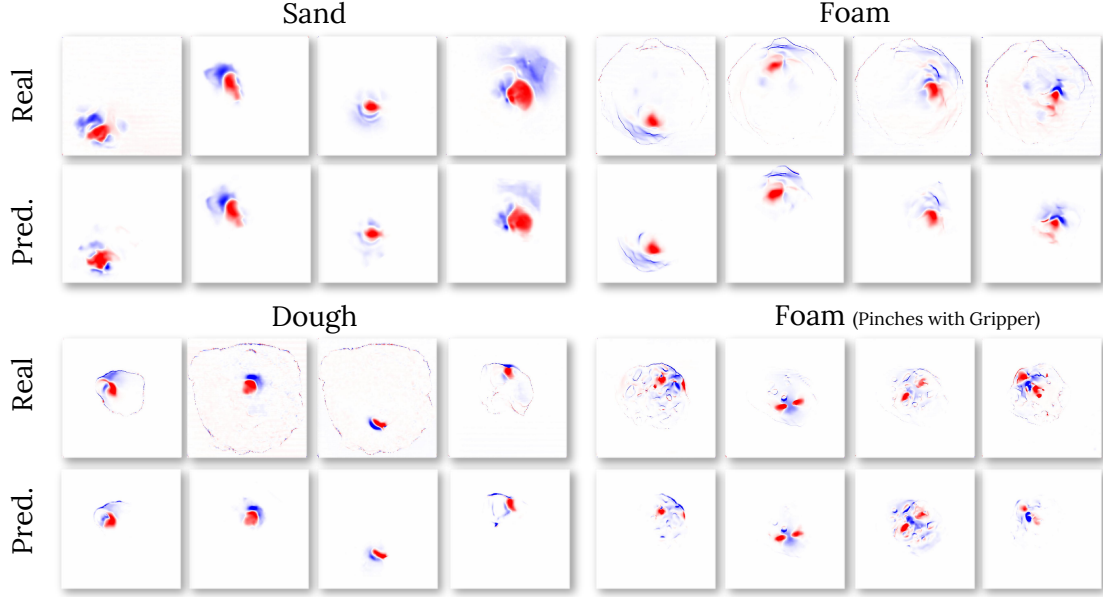 Sand
Foam
Real
Pred.
Dough
Foam (Pinches with Gripper)
Real
Pred.